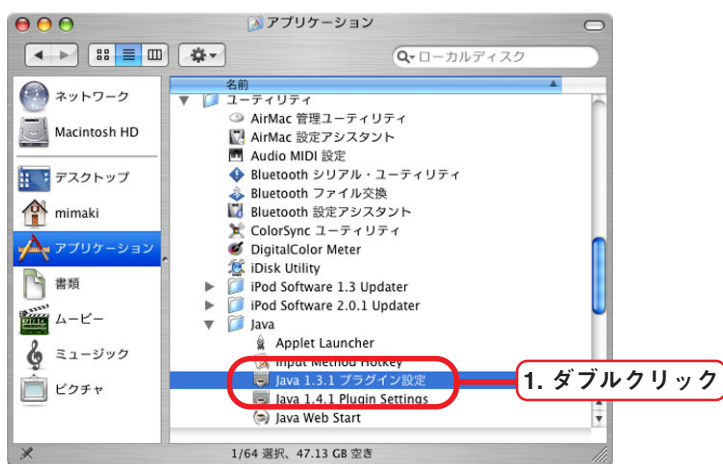 アプリケーション
ローカルディスク
名前
ネットワーク
Macintosh HD
デスクトップ
mimaki
アプリケーション
書類
ムービー
ミュージック
ピクチャ
ユーティリティ
AirMac 管理ユーティリティ
AirMac 設定アシスタント
Audio MIDI 設定
Bluetooth シリアル・ユーティリティ
Bluetooth ファイル交換
Bluetooth 設定アシスタント
ColorSync ユーティリティ
DigitalColor Meter
iDisk Utility
iPod Software 1.3 Updater
iPod Software 2.0.1 Updater
Java
Applet Launcher
Input Method Hotkey
Java 1.3.1 プラグイン設定
Java 1.4.1 Plugin Settings
Java Web Start
1. ダブルクリック
1/64 選択、47.13 GB 空き